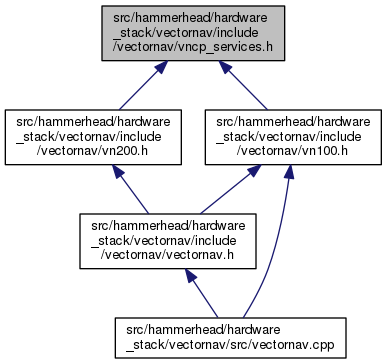 src/hammerhead/hardware
_stack/vectornav/include
/vectornav/vncp_services.h
src/hammerhead/hardware
_stack/vectornav/include
/vectornav/vn200.h
src/hammerhead/hardware
_stack/vectornav/include
/vectornav/vn100.h
src/hammerhead/hardware
_stack/vectornav/include
/vectornav/vectornav.h
src/hammerhead/hardware
_stack/vectornav/src/vectornav.cpp